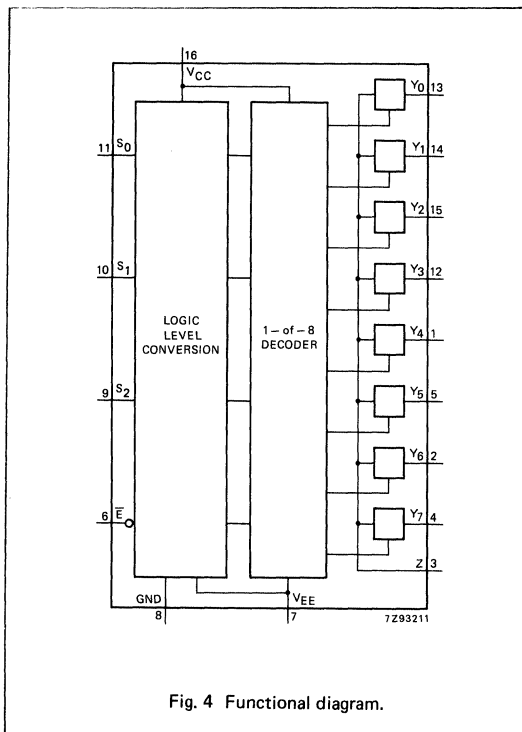 16
VCC
Y0 13
11 S0
Y1 14
Y2 15
10 S1
Y3 12
LOGIC
LEVEL
CONVERSION
1 – of – 8
DECODER
Y4 1
9 S2
Y5 5
Y6 2
6 E̅
Y7 4
Z 3
GND
VEE
8
7
7Z93211
Fig. 4 Functional diagram.